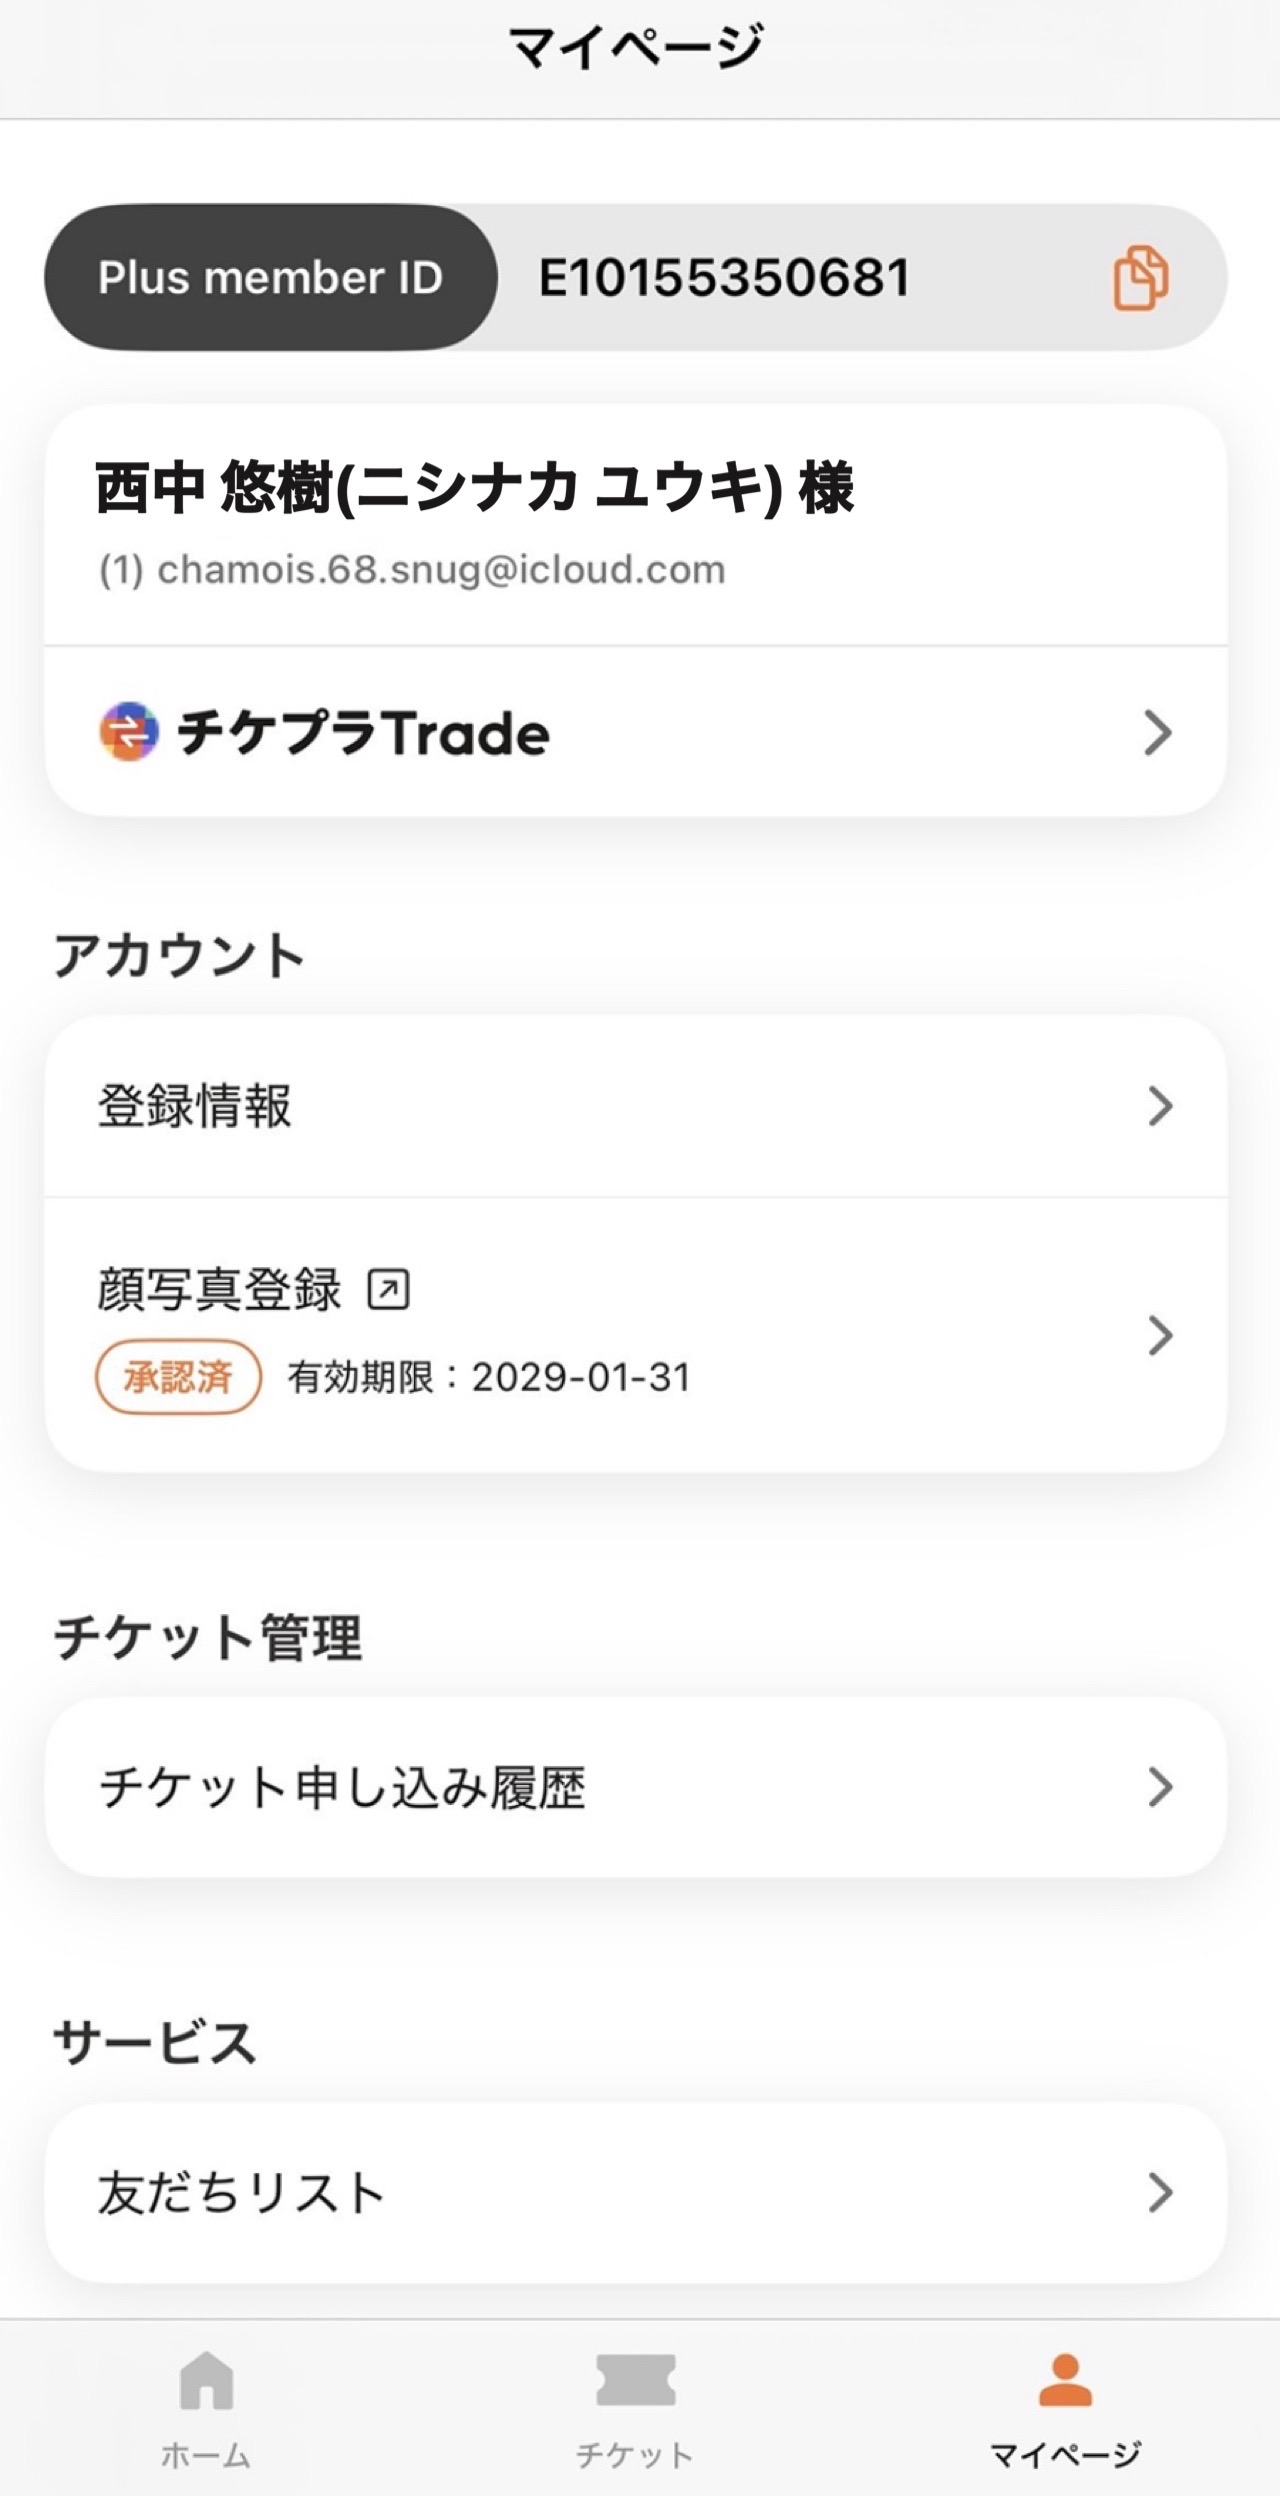 マイページ
Plus member ID E10155350681
西中 悠樹(ニシナカ ユウキ) 様
(1) chamois.68.snug@icloud.com
チケプラTrade
アカウント
登録情報
顔写真登録
承認済 有効期限：2029-01-31
チケット管理
チケット申し込み履歴
サービス
友だちリスト
ホーム チケット マイページ